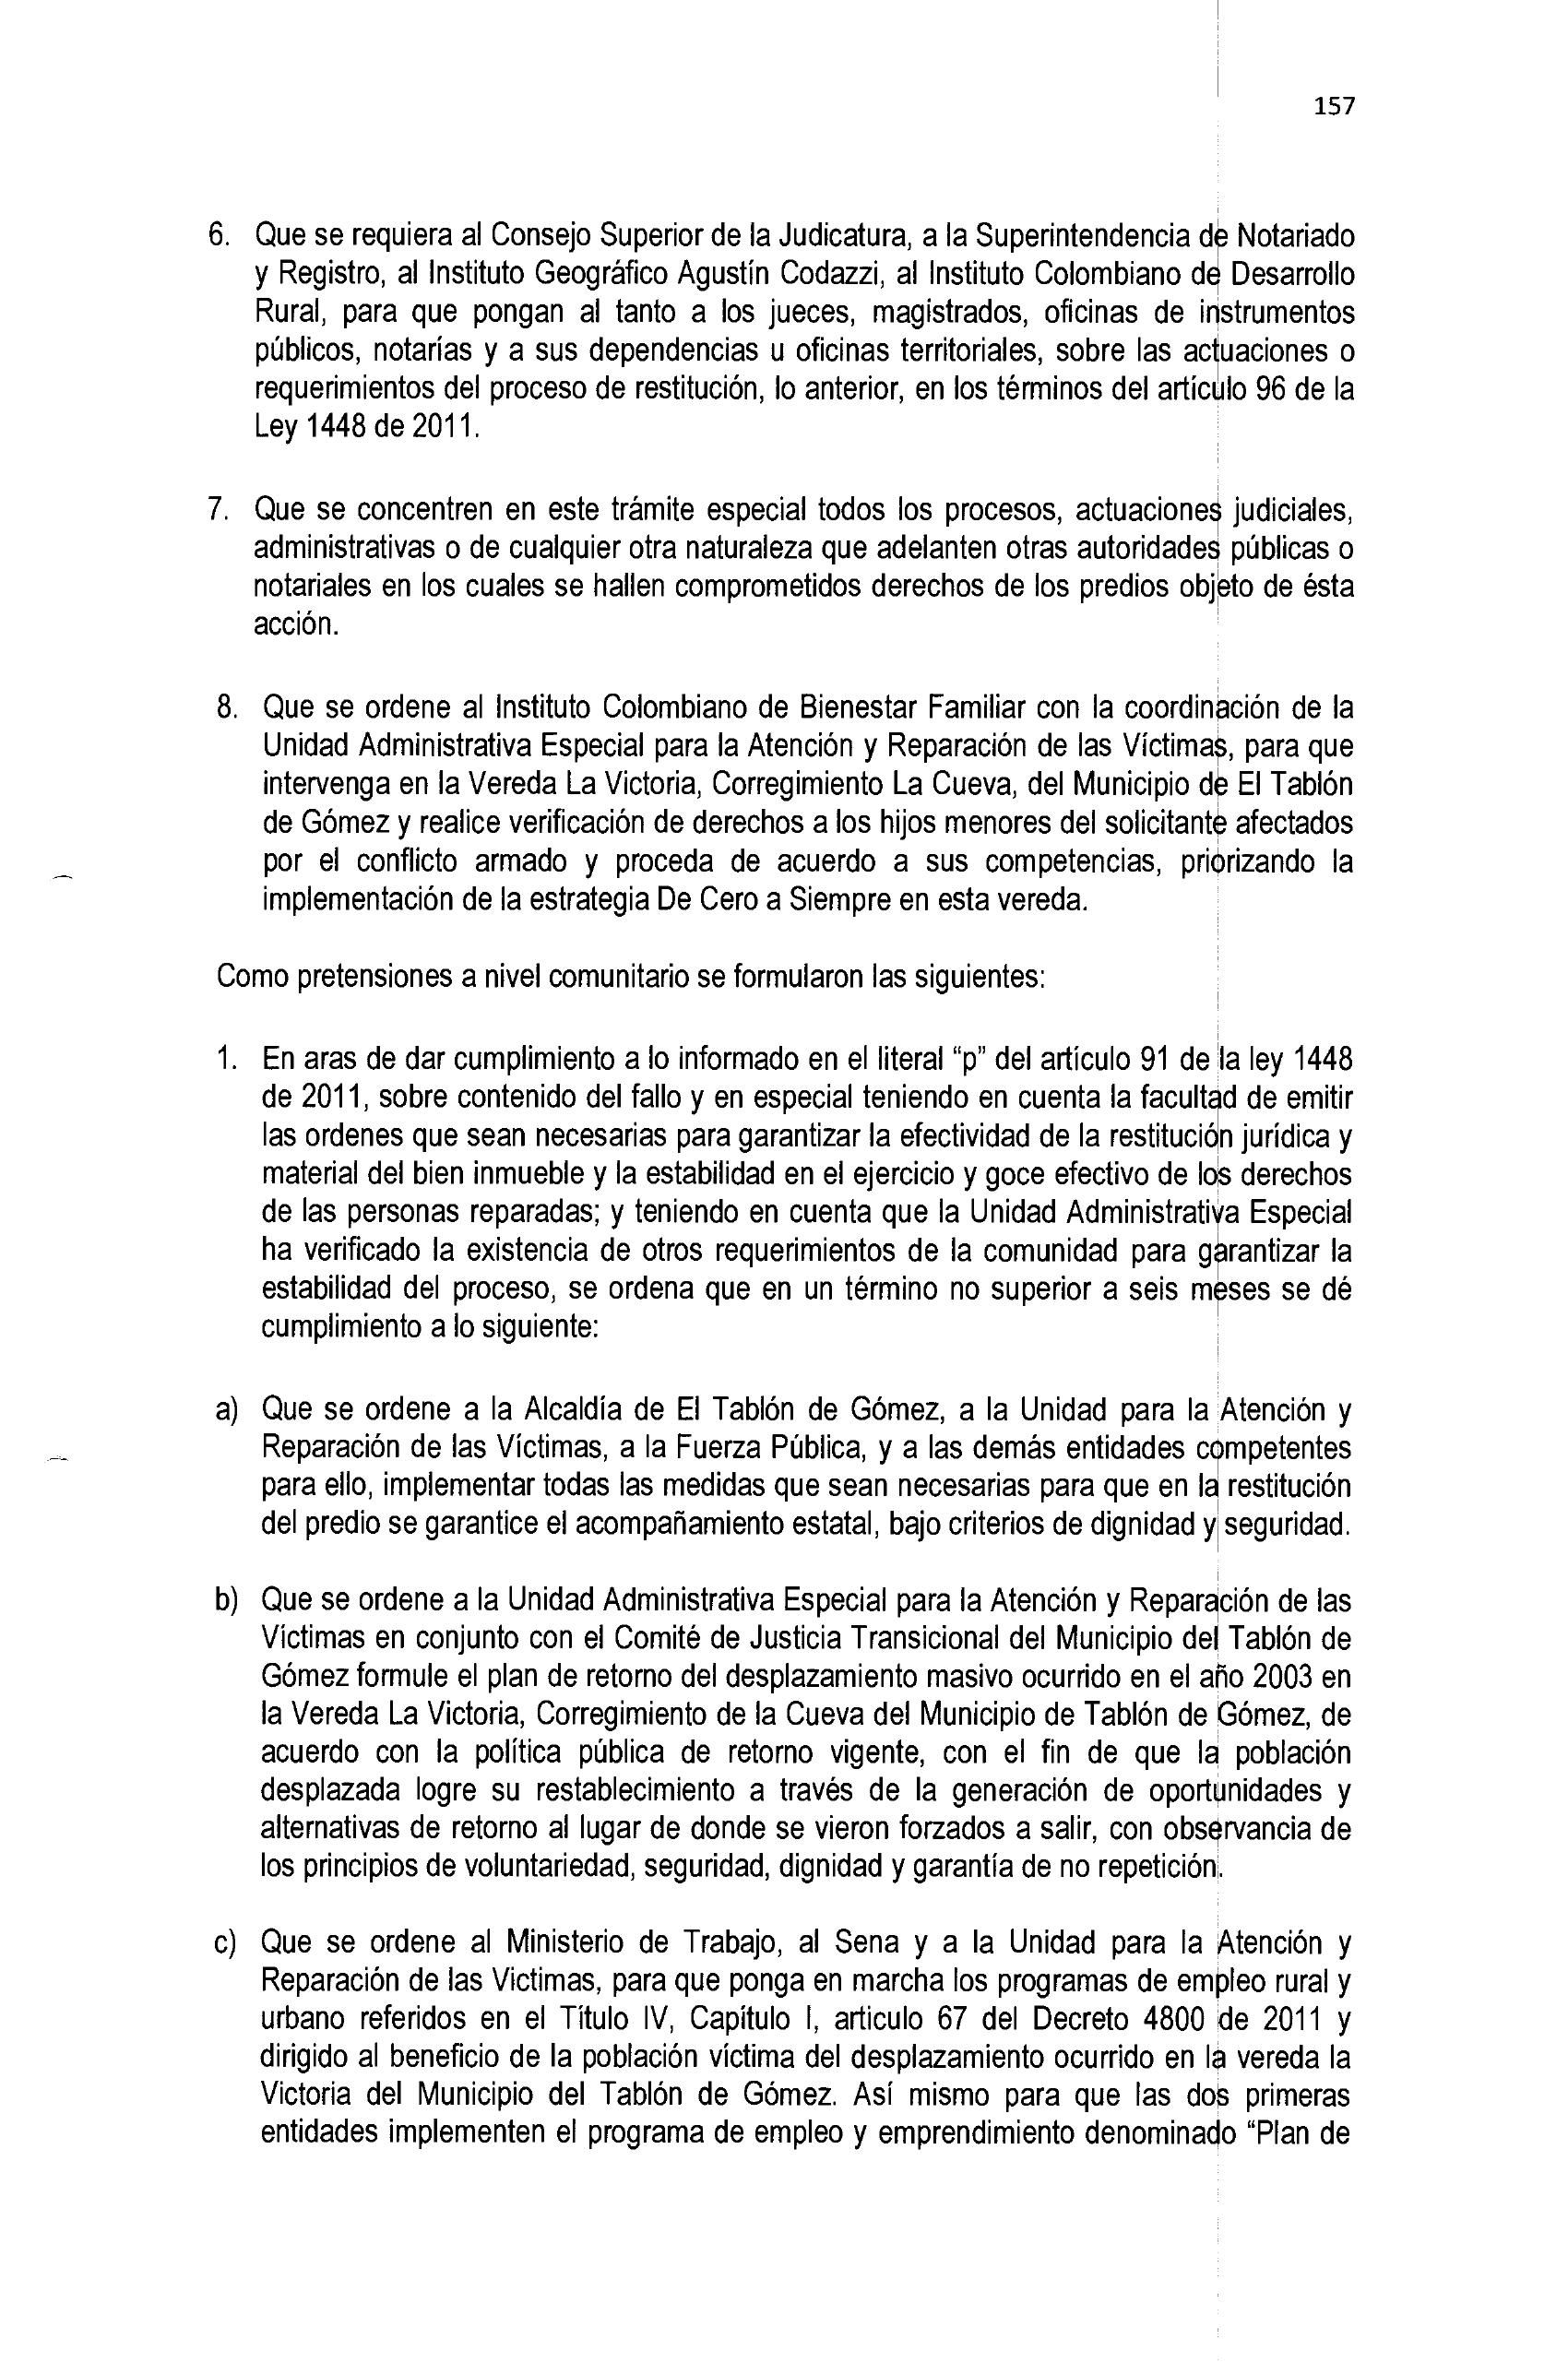 157
6. Que se requiera al Consejo Superior de la Judicatura, a la Superintendencia de Notariado
y Registro, al Instituto Geográfico Agustín Codazzi, al Instituto Colombiano de Desarrollo
Rural, para que pongan al tanto a los jueces, magistrados, oficinas de instrumentos
públicos, notarías y a sus dependencias u oficinas territoriales, sobre las actuaciones o
requerimientos del proceso de restitución, lo anterior, en los términos del artículo 96 de la
Ley 1448 de 2011.
7. Que se concentren en este trámite especial todos los procesos, actuaciones judiciales,
administrativas o de cualquier otra naturaleza que adelanten otras autoridades públicas o
notariales en los cuales se hallen comprometidos derechos de los predios objeto de ésta
acción.
8. Que se ordene al Instituto Colombiano de Bienestar Familiar con la coordinación de la
Unidad Administrativa Especial para la Atención y Reparación de las Víctimas, para que
intervenga en la Vereda La Victoria, Corregimiento La Cueva, del Municipio de El Tablón
de Gómez y realice verificación de derechos a los hijos menores del solicitante afectados
por el conflicto armado y proceda de acuerdo a sus competencias, priorizando la
implementación de la estrategia De Cero a Siempre en esta vereda.
Como pretensiones a nivel comunitario se formularon las siguientes:
1. En aras de dar cumplimiento a lo informado en el literal “p” del artículo 91 de la ley 1448
de 2011, sobre contenido del fallo y en especial teniendo en cuenta la facultad de emitir
las ordenes que sean necesarias para garantizar la efectividad de la restitución jurídica y
material del bien inmueble y la estabilidad en el ejercicio y goce efectivo de los derechos
de las personas reparadas; y teniendo en cuenta que la Unidad Administrativa Especial
ha verificado la existencia de otros requerimientos de la comunidad para garantizar la
estabilidad del proceso, se ordena que en un término no superior a seis meses se dé
cumplimiento a lo siguiente:
a) Que se ordene a la Alcaldía de El Tablón de Gómez, a la Unidad para la Atención y
Reparación de las Víctimas, a la Fuerza Pública, y a las demás entidades competentes
para ello, implementar todas las medidas que sean necesarias para que en la restitución
del predio se garantice el acompañamiento estatal, bajo criterios de dignidad y seguridad.
b) Que se ordene a la Unidad Administrativa Especial para la Atención y Reparación de las
Víctimas en conjunto con el Comité de Justicia Transicional del Municipio del Tablón de
Gómez formule el plan de retorno del desplazamiento masivo ocurrido en el año 2003 en
la Vereda La Victoria, Corregimiento de la Cueva del Municipio de Tablón de Gómez, de
acuerdo con la política pública de retorno vigente, con el fin de que la población
desplazada logre su restablecimiento a través de la generación de oportunidades y
alternativas de retorno al lugar de donde se vieron forzados a salir, con observancia de
los principios de voluntariedad, seguridad, dignidad y garantía de no repetición.
c) Que se ordene al Ministerio de Trabajo, al Sena y a la Unidad para la Atención y
Reparación de las Victimas, para que ponga en marcha los programas de empleo rural y
urbano referidos en el Título IV, Capítulo I, articulo 67 del Decreto 4800 de 2011 y
dirigido al beneficio de la población víctima del desplazamiento ocurrido en la vereda la
Victoria del Municipio del Tablón de Gómez. Así mismo para que las dos primeras
entidades implementen el programa de empleo y emprendimiento denominado “Plan de